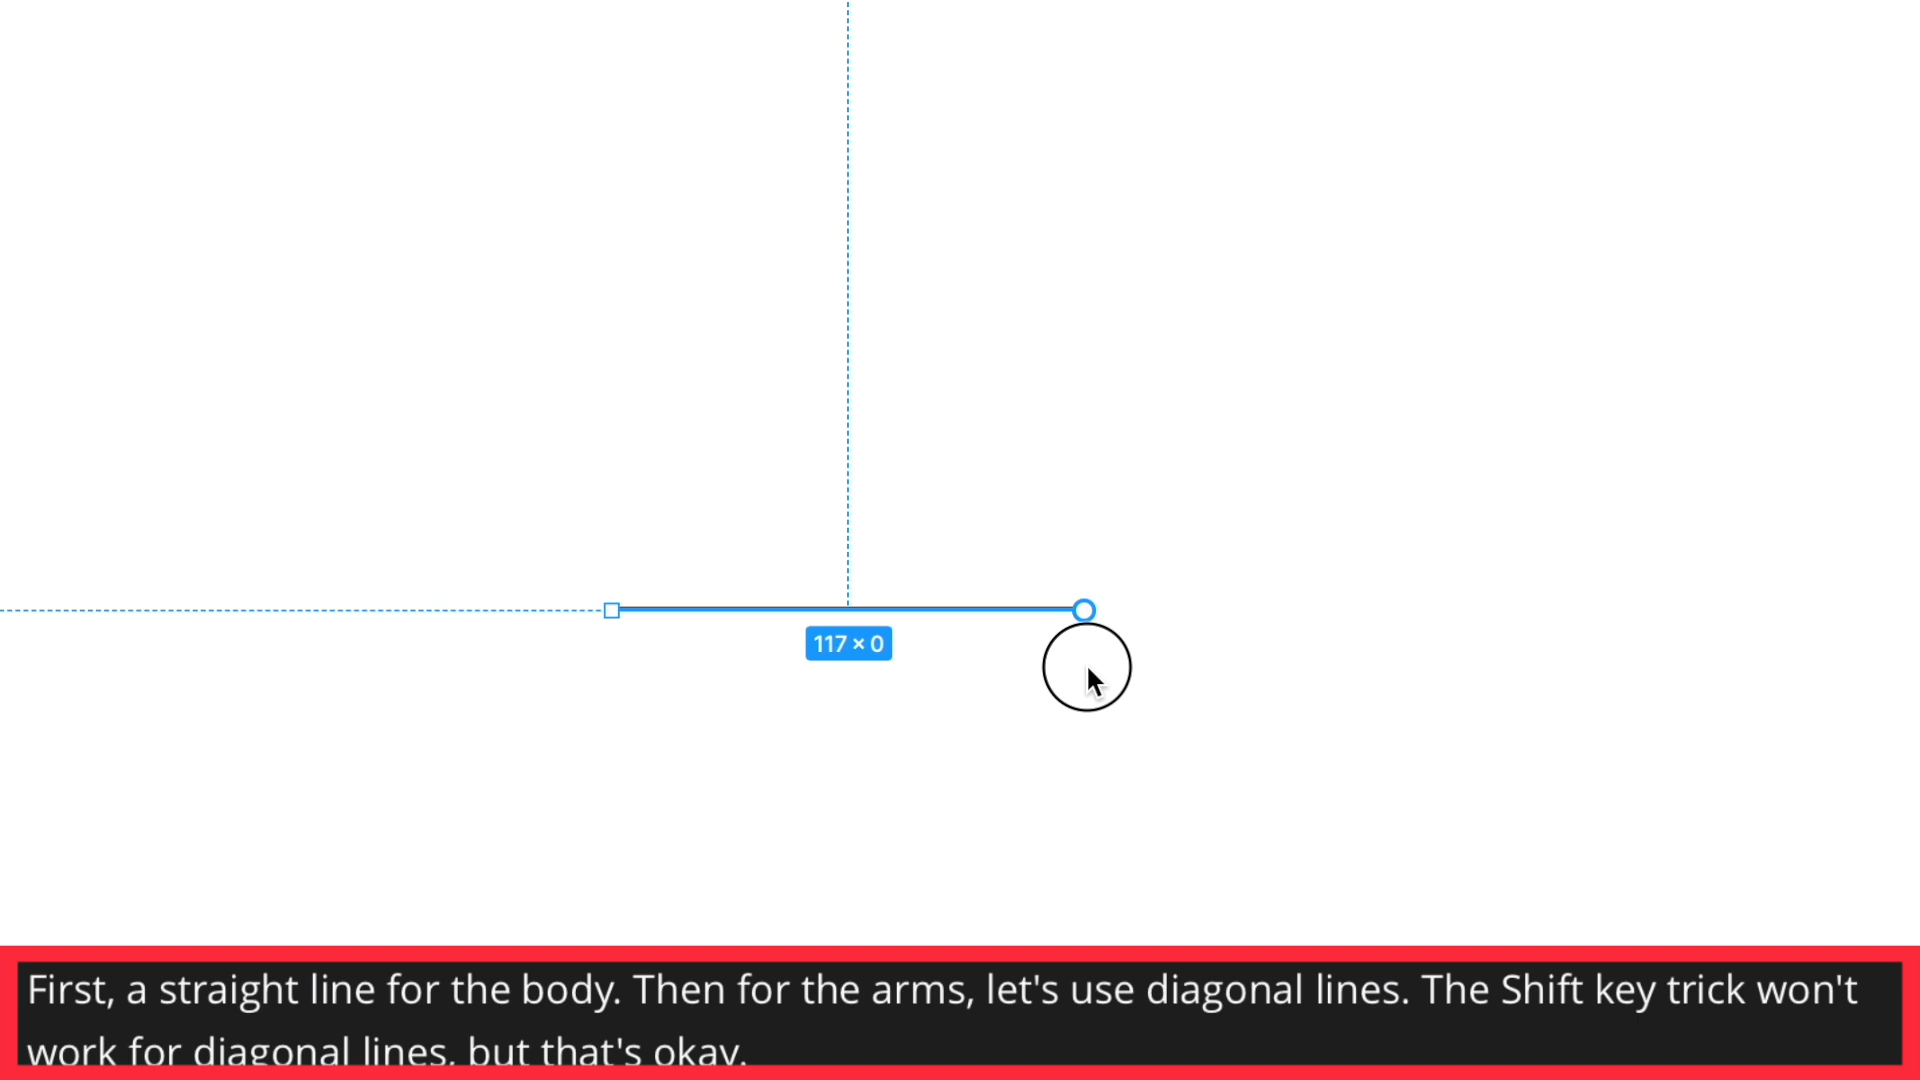 117 × 0
First, a straight line for the body. Then for the arms, let's use diagonal lines. The Shift key trick won't
work for diagonal lines, but that's okay.